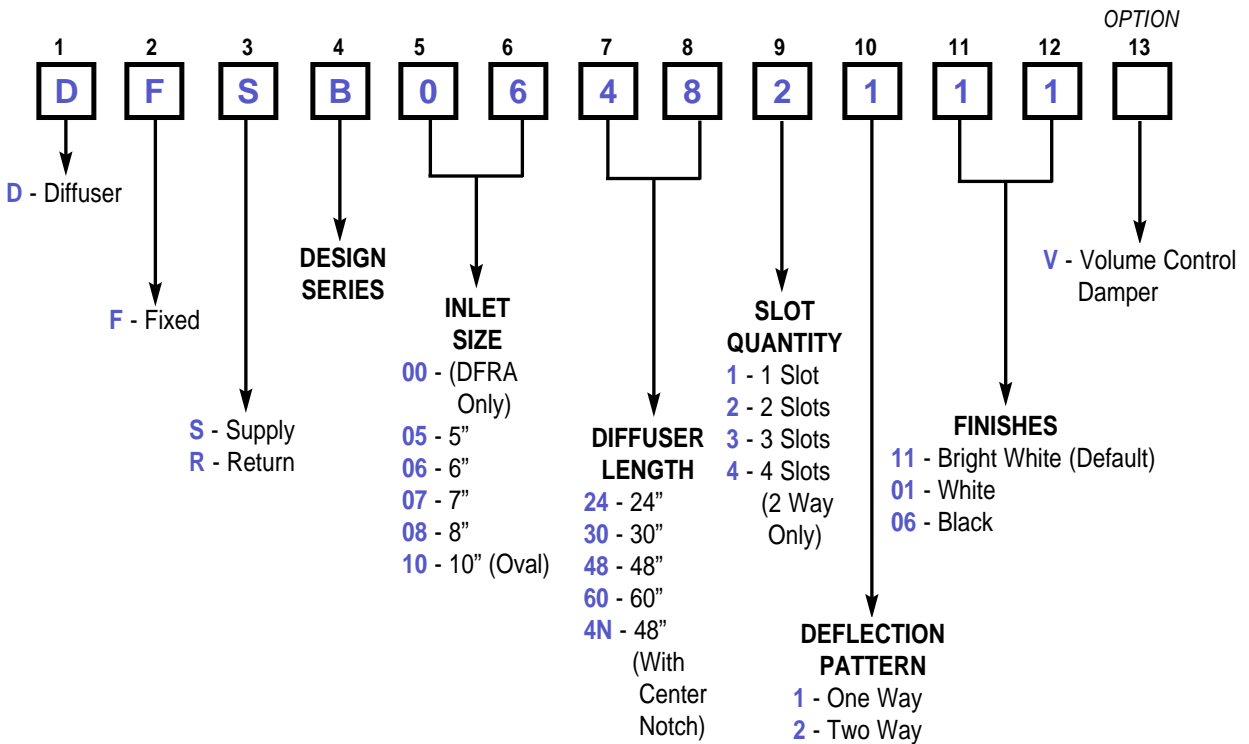 OPTION
1 2 3 4 5 6 7 8 9 10 11 12 13
D F S B 0 6 4 8 2 1 1 1
D - Diffuser
F - Fixed
S - Supply
R - Return
DESIGN
SERIES
INLET
SIZE
00 - (DFRA
Only)
05 - 5”
06 - 6”
07 - 7”
08 - 8”
10 - 10” (Oval)
DIFFUSER
LENGTH
24 - 24”
30 - 30”
48 - 48”
60 - 60”
4N - 48”
(With
Center
Notch)
SLOT
QUANTITY
1 - 1 Slot
2 - 2 Slots
3 - 3 Slots
4 - 4 Slots
(2 Way
Only)
DEFLECTION
PATTERN
1 - One Way
2 - Two Way
FINISHES
11 - Bright White (Default)
01 - White
06 - Black
V - Volume Control
Damper